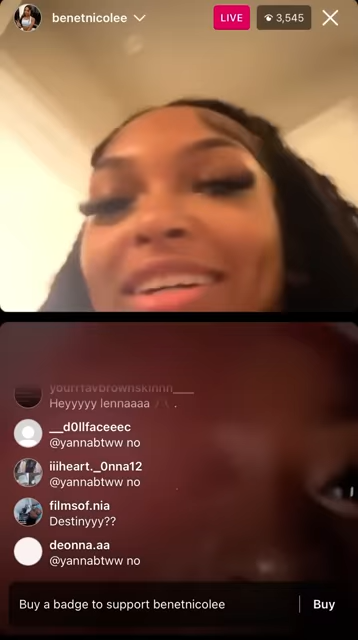 benetnicolee
LIVE
3,545
yourfavbrownskinnn___
Heyyyyy lennaaaa
__d0llfaceeec
@yannabtww no
iiiheart._0nna12
@yannabtww no
filmsof.nia
Destinyyy??
deonna.aa
@yannabtww no
Buy a badge to support benetnicolee
Buy